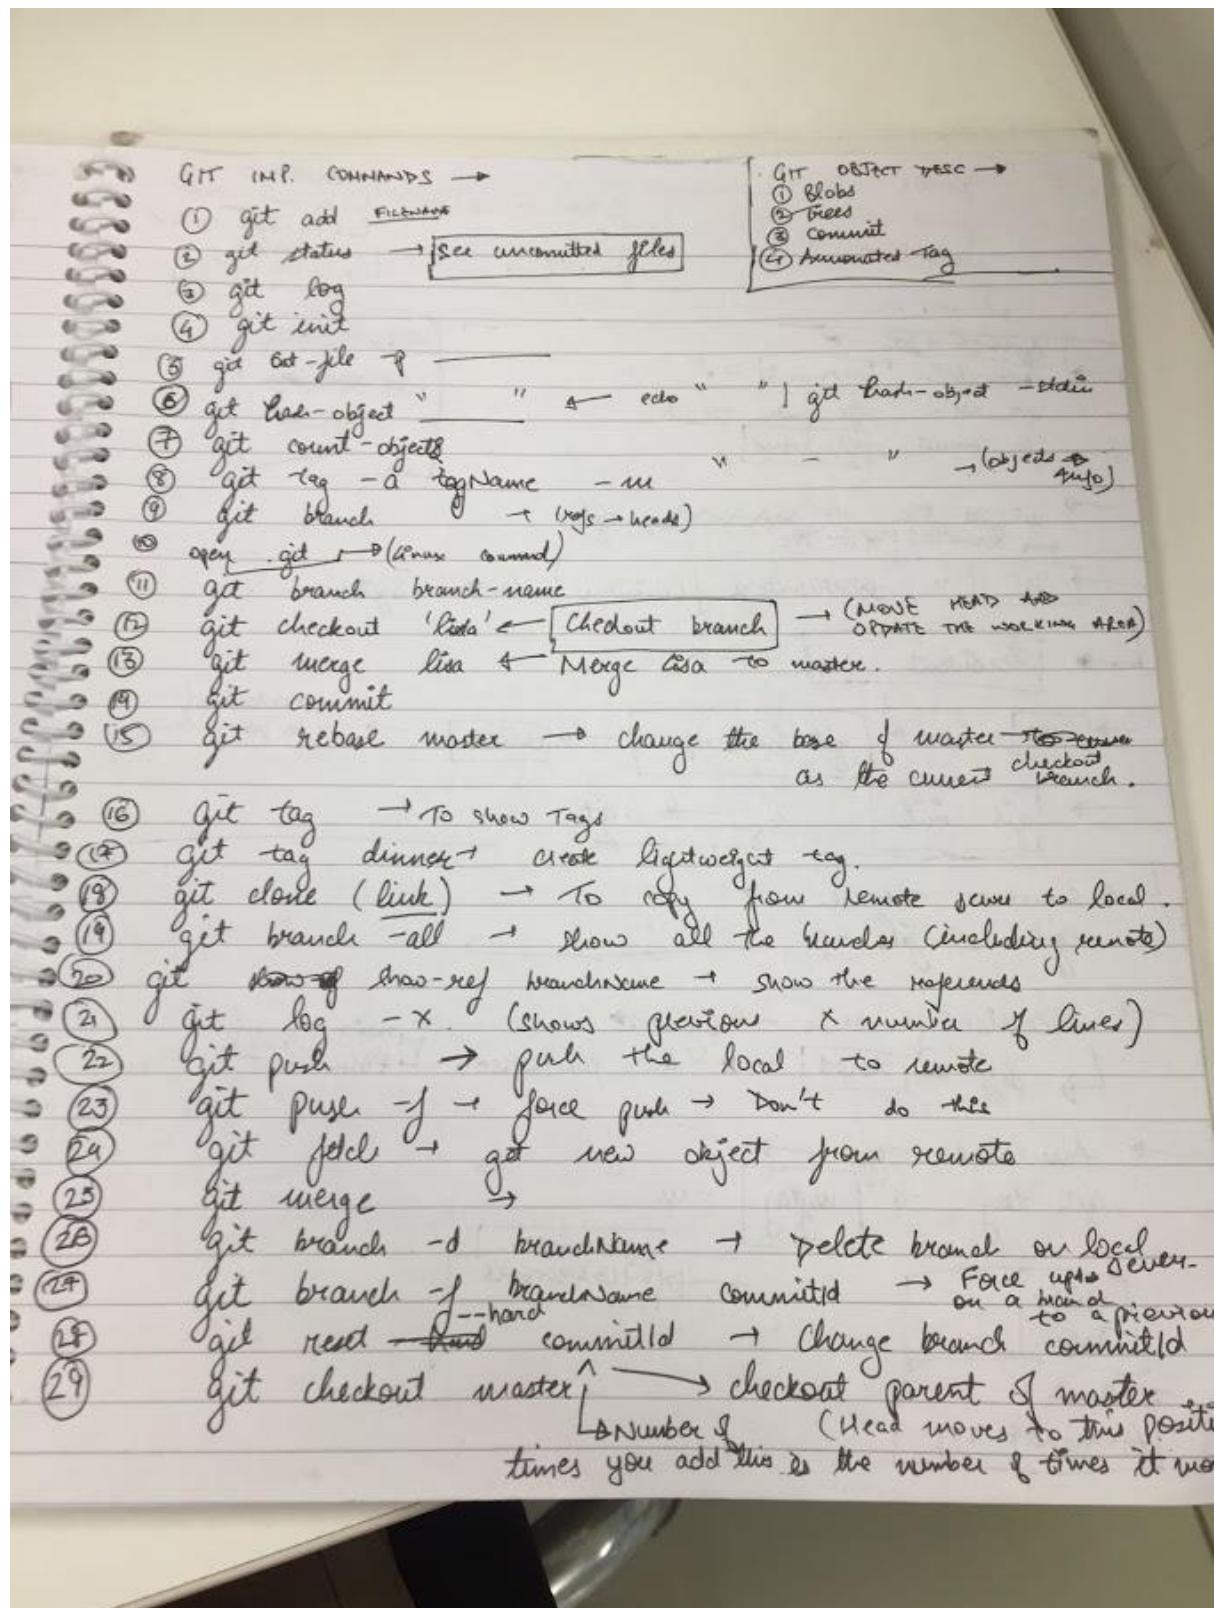 GIT IMP. COMMANDS →
① git add FILENAME
② git status → See uncomitted files
③ git log
④ git init
⑤ git cat-file -p ______
⑥ git hash-object "______" ← echo " " | git hash-object -stdin
⑦ git count-objects
⑧ git tag -a tagName -m " - " → (objects → info)
⑨ git branch → (refs → heads)
⑩ open .git → (Linux command)
⑪ git branch branch-name
⑫ git checkout 'lisa' ← Checkout branch → (MOVE HEAD AND UPDATE THE WORKING AREA)
⑬ git merge lisa ← Merge lisa to master.
⑭ git commit
⑮ git rebase master → change the base of master
as the current checkout branch.
⑯ git tag → To show Tags
⑰ git tag dinner → create lightweight tag.
⑱ git clone (link) → To copy from remote server to local.
⑲ git branch -all → show all the branches (including remote)
⑳ git show-ref branchName → show the references
㉑ git log -x. (shows previous x number of lines)
㉒ git push → push the local to remote
㉓ git push -f → force push → Don't do this
㉔ git fetch → get new object from remote
㉕ git merge →
㉖ git branch -d branchName → Delete branch on local
㉗ git branch -f branchName commitId → Force
on a branch
to a previou
㉘ git reset --hard commitId → Change branch commitId
㉙ git checkout master^ → checkout parent of master
Number of (Head moves to this positi
times you add this is the number of times it mo
GIT OBJECT DESC →
① Blobs
② Trees
③ Commit
④ Annonated Tag